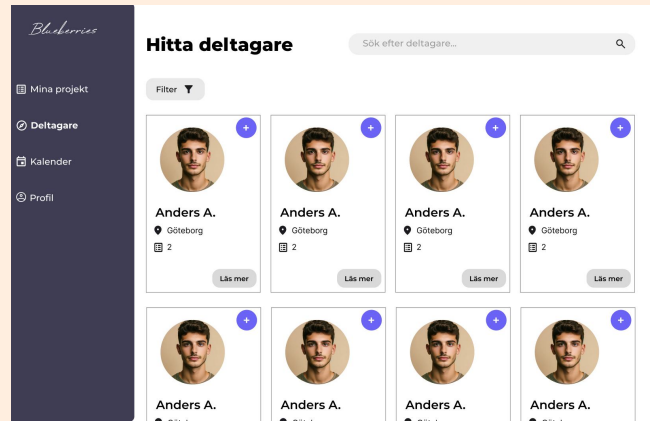 Blueberries
Mina projekt
Deltagare
Kalender
Profil
Hitta deltagare
Sök efter deltagare...
Filter
+
+
+
+
Anders A.
Anders A.
Anders A.
Anders A.
Göteborg
Göteborg
Göteborg
Göteborg
2
2
2
2
Läs mer
Läs mer
Läs mer
Läs mer
+
+
+
+
Anders A.
Anders A.
Anders A.
Anders A.